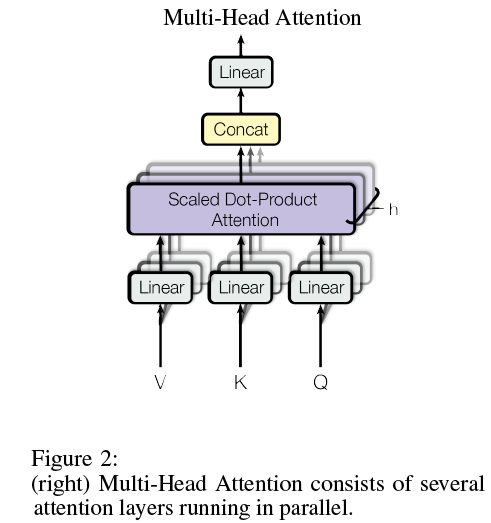 Multi-Head Attention
Linear
Concat
Scaled Dot-Product
Attention
h
Linear Linear Linear
V K Q
Figure 2:
(right) Multi-Head Attention consists of several
attention layers running in parallel.